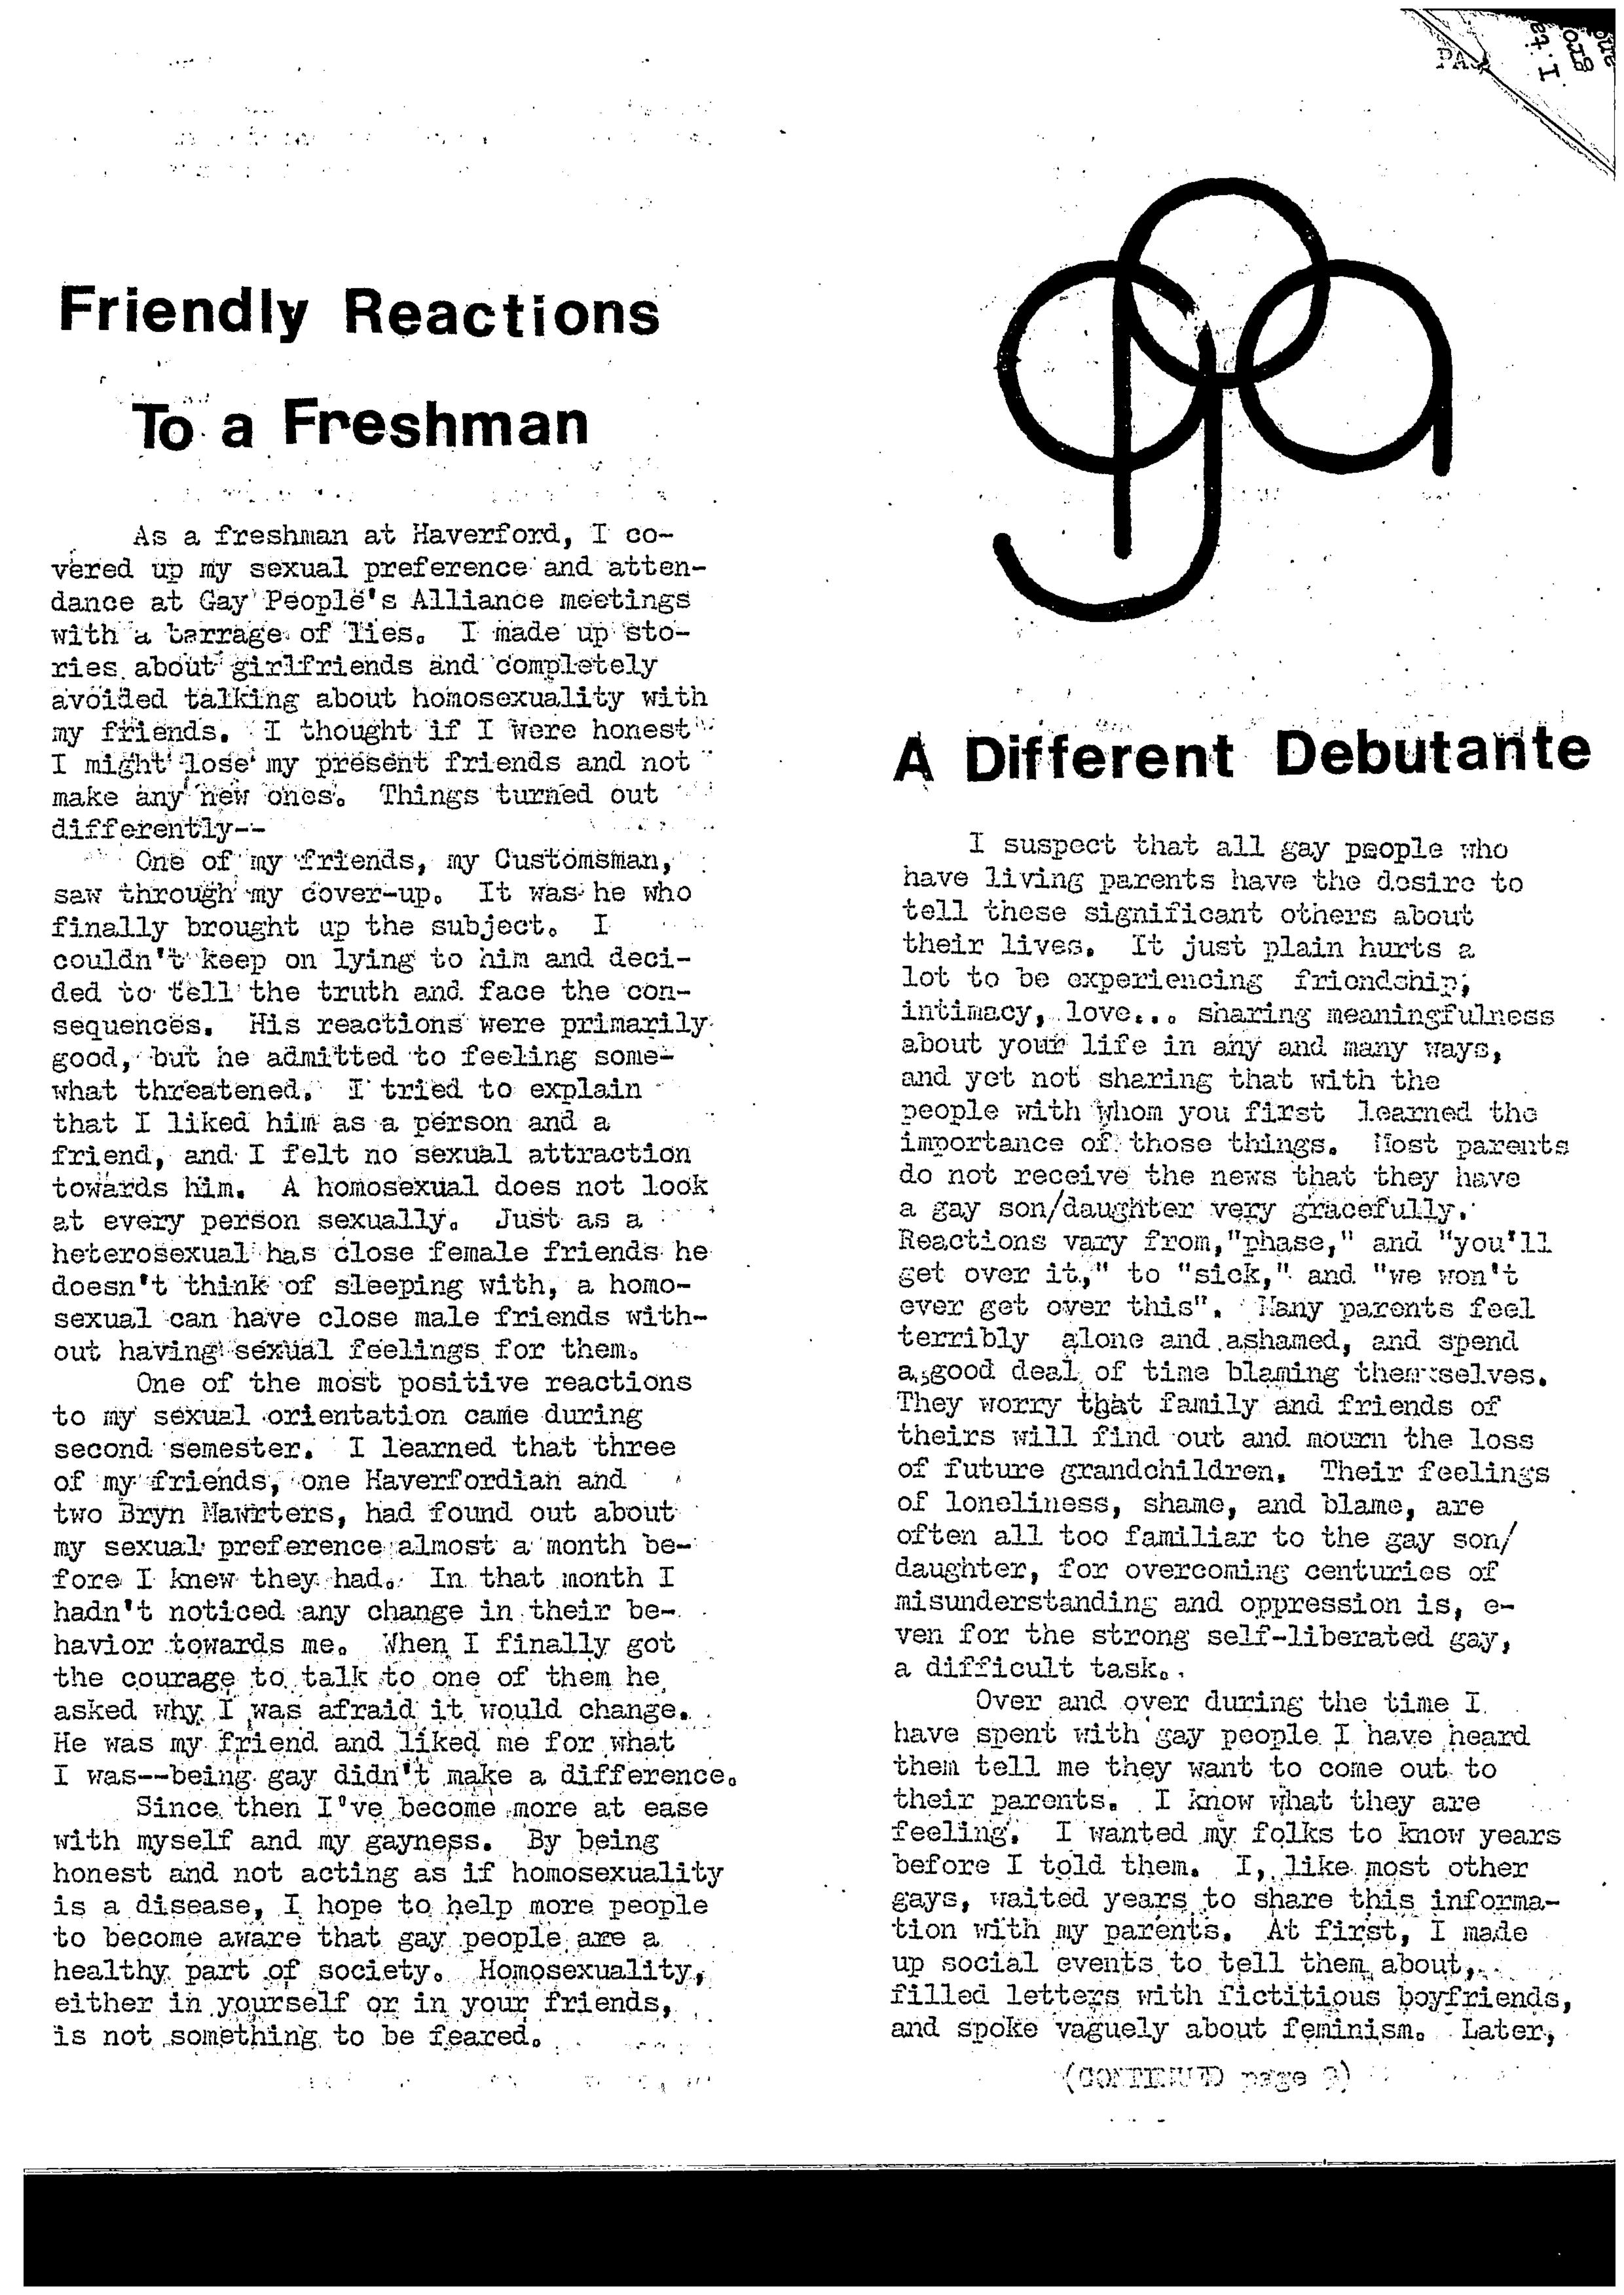 Friendly Reactions
To a Freshman
As a freshman at Haverford, I co-
vered up my sexual preference and atten-
dance at Gay People's Alliance meetings
with a barrage of lies. I made up sto-
ries about girlfriends and completely
avoided talking about homosexuality with
my friends. I thought if I were honest
I might lose my present friends and not
make any new ones. Things turned out
differently--
One of my friends, my Customsman,
saw through my cover-up. It was he who
finally brought up the subject. I
couldn't keep on lying to him and deci-
ded to tell the truth and face the con-
sequences. His reactions were primarily
good, but he admitted to feeling some-
what threatened. I tried to explain
that I liked him as a person and a
friend, and I felt no sexual attraction
towards him. A homosexual does not look
at every person sexually. Just as a
heterosexual has close female friends he
doesn't think of sleeping with, a homo-
sexual can have close male friends with-
out having sexual feelings for them.
One of the most positive reactions
to my sexual orientation came during
second semester. I learned that three
of my friends, one Haverfordian and
two Bryn Mawrters, had found out about
my sexual preference almost a month be-
fore I knew they had. In that month I
hadn't noticed any change in their be-
havior towards me. When I finally got
the courage to talk to one of them he
asked why I was afraid it would change.
He was my friend and liked me for what
I was--being gay didn't make a difference.
Since then I've become more at ease
with myself and my gayness. By being
honest and not acting as if homosexuality
is a disease, I hope to help more people
to become aware that gay people are a
healthy part of society. Homosexuality,
either in yourself or in your friends,
is not something to be feared.
gpa
A Different Debutante
I suspect that all gay people who
have living parents have the desire to
tell these significant others about
their lives. It just plain hurts a
lot to be experiencing friendship,
intimacy, love... sharing meaningfulness
about your life in any and many ways,
and yet not sharing that with the
people with whom you first learned the
importance of those things. Most parents
do not receive the news that they have
a gay son/daughter very gracefully.
Reactions vary from,"phase," and "you'll
get over it," to "sick," and "we won't
ever get over this". Many parents feel
terribly alone and ashamed, and spend
a good deal of time blaming themselves.
They worry that family and friends of
theirs will find out and mourn the loss
of future grandchildren. Their feelings
of loneliness, shame, and blame, are
often all too familiar to the gay son/
daughter, for overcoming centuries of
misunderstanding and oppression is, e-
ven for the strong self-liberated gay,
a difficult task.
Over and over during the time I
have spent with gay people I have heard
them tell me they want to come out to
their parents. I know what they are
feeling. I wanted my folks to know years
before I told them. I, like most other
gays, waited years to share this informa-
tion with my parents. At first, I made
up social events to tell them about,
filled letters with fictitious boyfriends,
and spoke vaguely about feminism. Later,
(CONTINUED page 9)